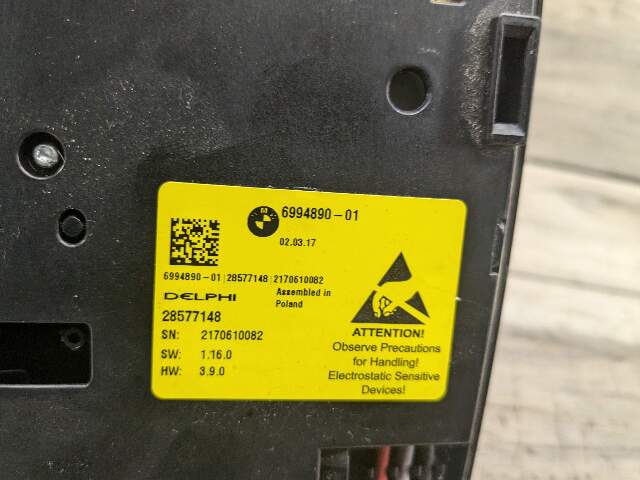 6994890-01
02.03.17
6994890-01|28577148|2170610082
DELPHI
Assembled in
Poland
28577148
SN: 2170610082
SW: 1.16.0
HW: 3.9.0
ATTENTION!
Observe Precautions
for Handling!
Electrostatic Sensitive
Devices!